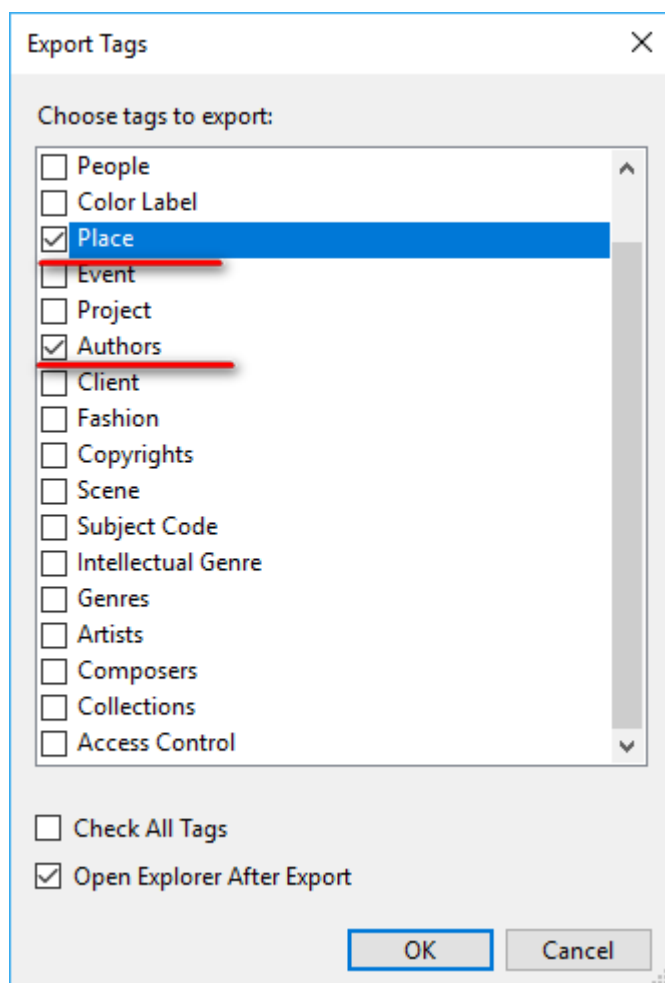 Export Tags
Choose tags to export:
People
Color Label
Place
Event
Project
Authors
Client
Fashion
Copyrights
Scene
Subject Code
Intellectual Genre
Genres
Artists
Composers
Collections
Access Control
Check All Tags
Open Explorer After Export
OK Cancel